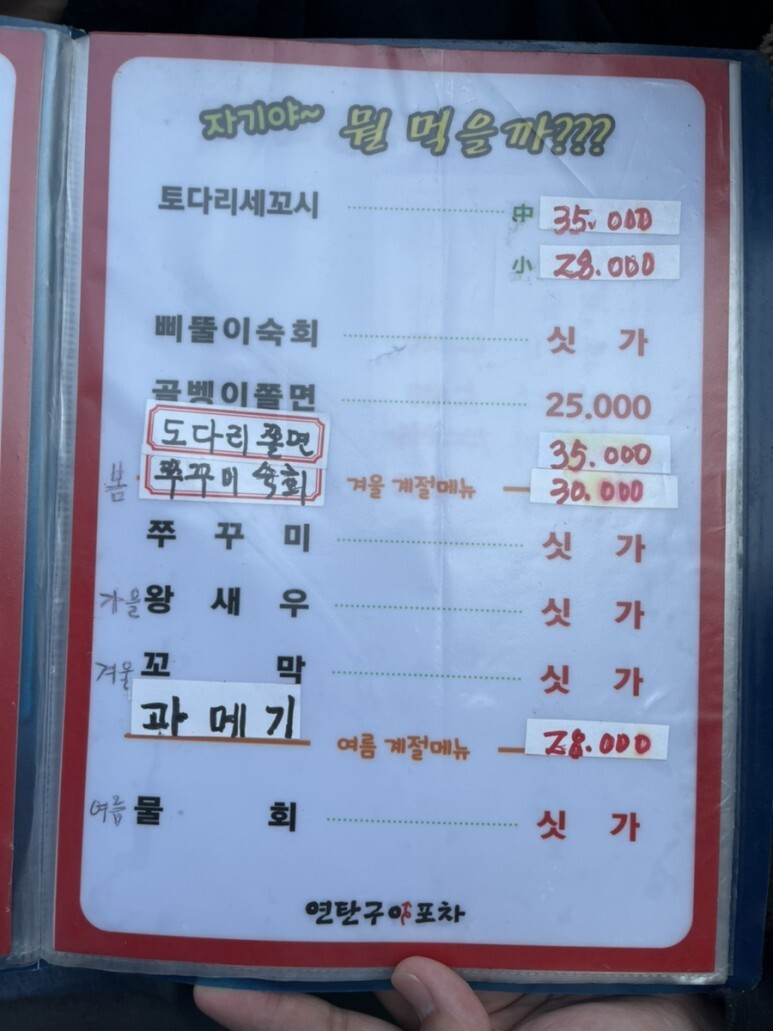 자기야~ 뭘 먹을까???
토다리세꼬시 中 35.000
小 28.000
삐뚤이숙회 싯가
골벵이쫄면 25.000
도다리쫄면 35.000
봄 쭈꾸미숙회 겨울 계절메뉴 30.000
쭈꾸미 싯가
가을 왕새우 싯가
겨울 꼬막 싯가
과메기 여름 계절메뉴 28.000
여름 물회 싯가
연탄구이포차